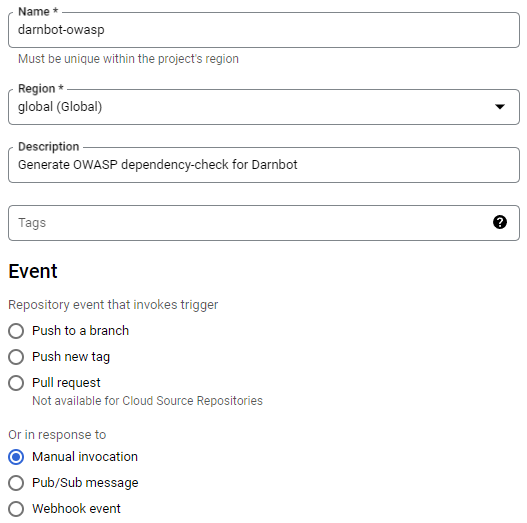 Name *
darnbot-owasp
Must be unique within the project's region
Region *
global (Global)
Description
Generate OWASP dependency-check for Darnbot
Tags
?
Event
Repository event that invokes trigger
Push to a branch
Push new tag
Pull request
Not available for Cloud Source Repositories
Or in response to
Manual invocation
Pub/Sub message
Webhook event